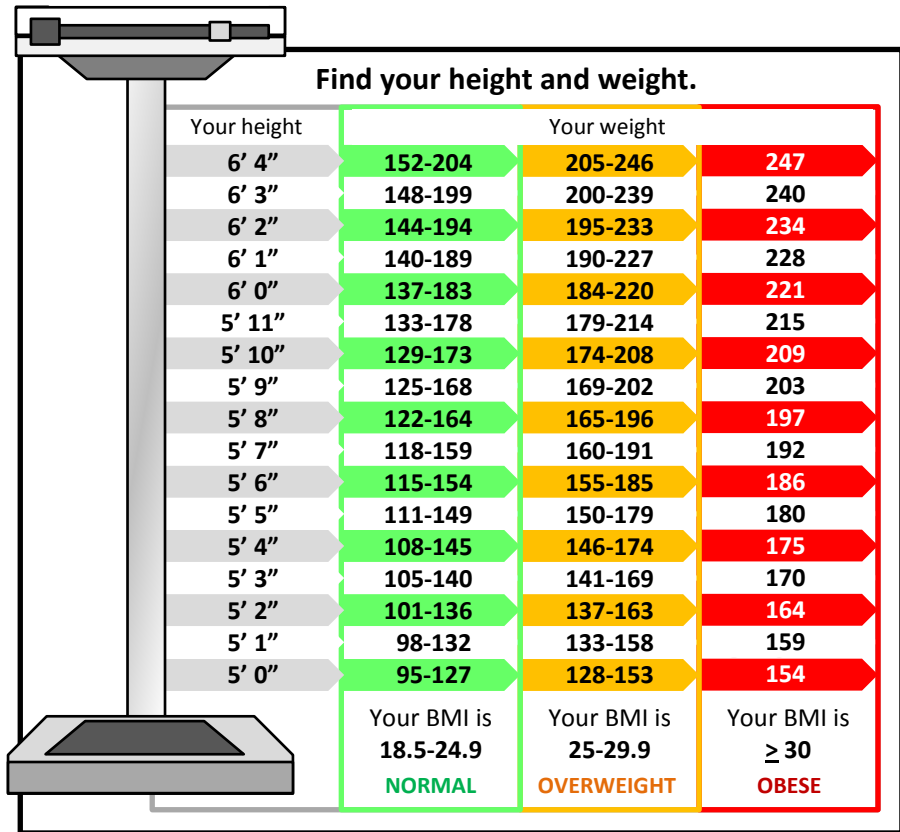 Find your height and weight.
Your height Your weight
6’ 4” 152-204 205-246 247
6’ 3” 148-199 200-239 240
6’ 2” 144-194 195-233 234
6’ 1” 140-189 190-227 228
6’ 0” 137-183 184-220 221
5’ 11” 133-178 179-214 215
5’ 10” 129-173 174-208 209
5’ 9” 125-168 169-202 203
5’ 8” 122-164 165-196 197
5’ 7” 118-159 160-191 192
5’ 6” 115-154 155-185 186
5’ 5” 111-149 150-179 180
5’ 4” 108-145 146-174 175
5’ 3” 105-140 141-169 170
5’ 2” 101-136 137-163 164
5’ 1” 98-132 133-158 159
5’ 0” 95-127 128-153 154
Your BMI is Your BMI is Your BMI is
18.5-24.9 25-29.9 ≥ 30
NORMAL OVERWEIGHT OBESE